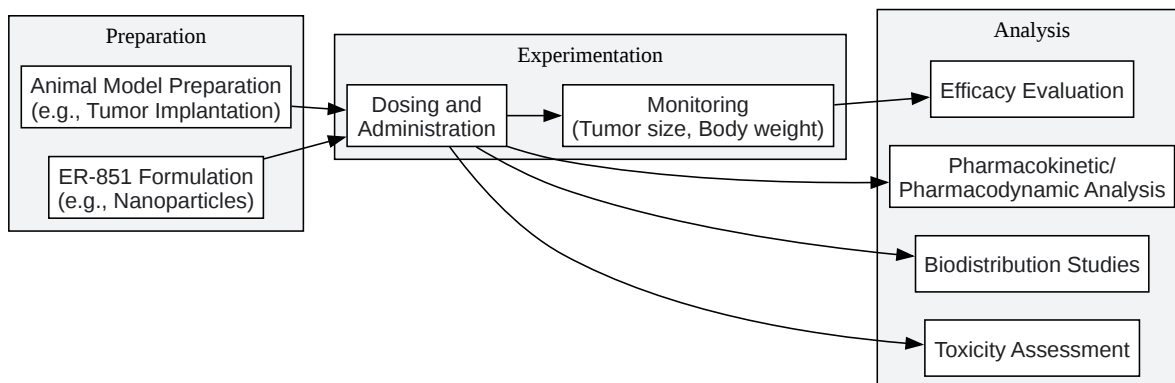 Preparation
Animal Model Preparation
(e.g., Tumor Implantation)
ER-851 Formulation
(e.g., Nanoparticles)
Experimentation
Dosing and
Administration
Monitoring
(Tumor size, Body weight)
Analysis
Efficacy Evaluation
Pharmacokinetic/
Pharmacodynamic Analysis
Biodistribution Studies
Toxicity Assessment